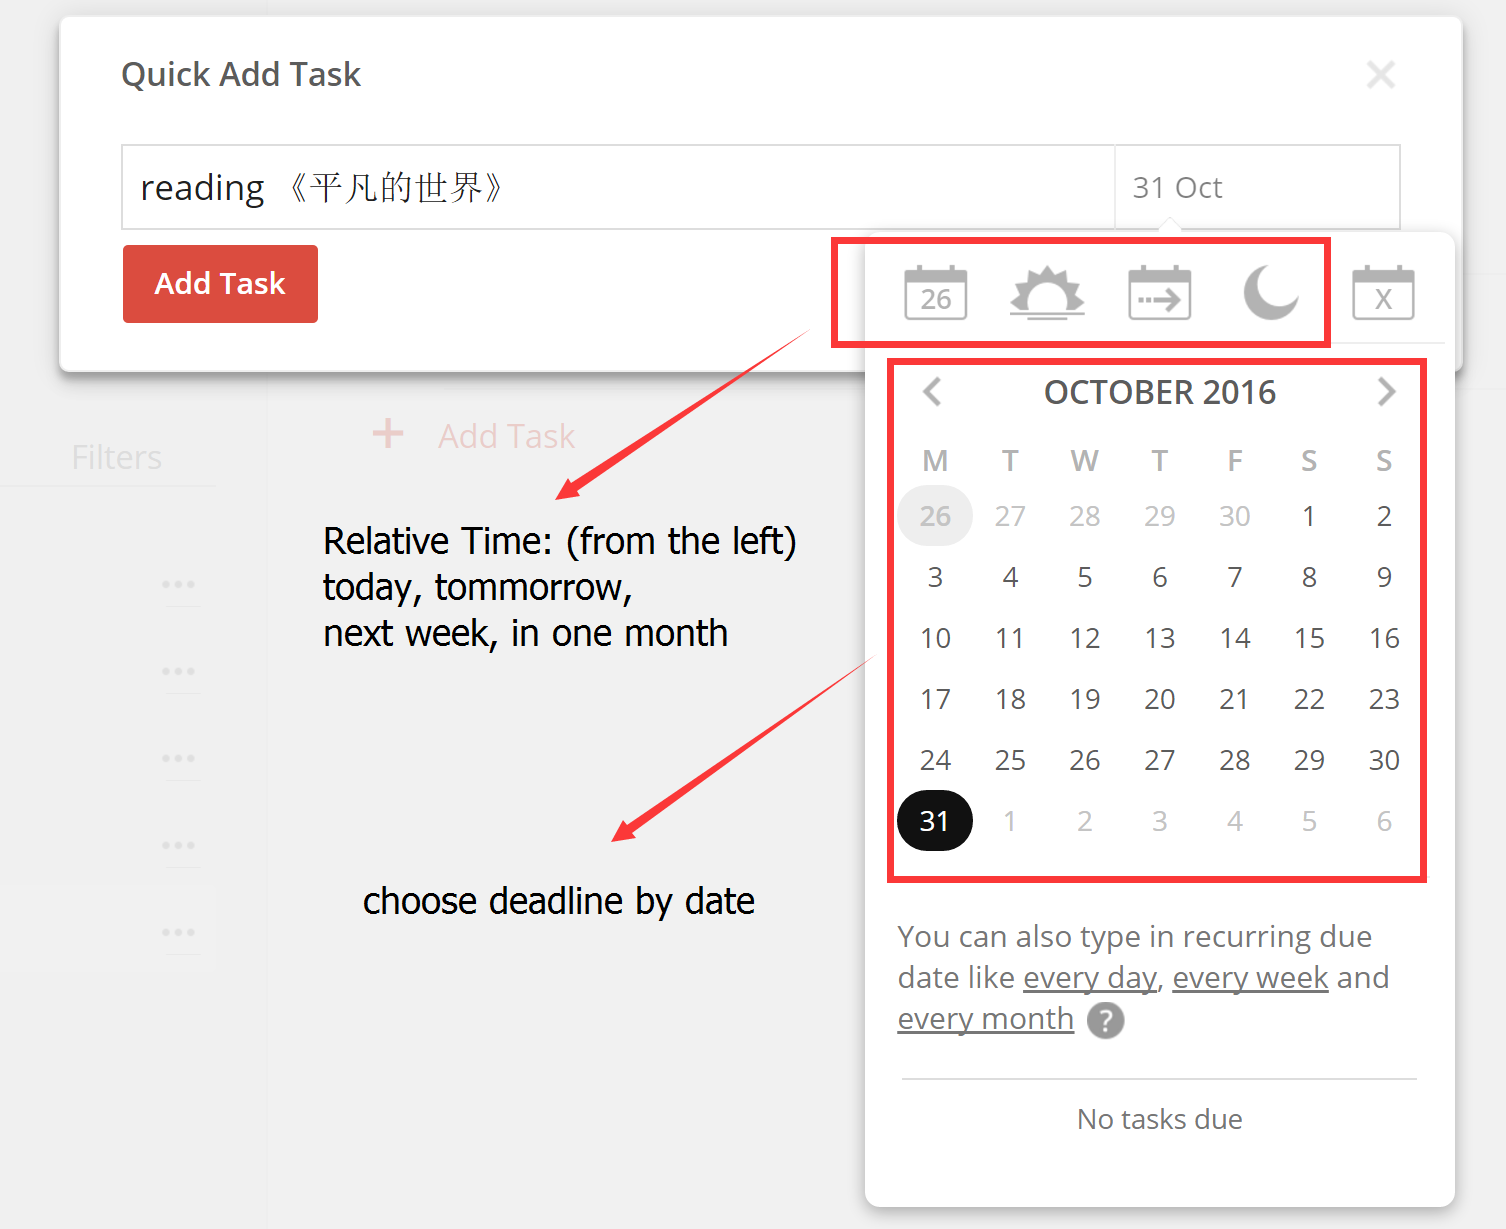 Quick Add Task
reading 《平凡的世界》
31 Oct
Add Task
26
X
OCTOBER 2016
M T W T F S S
26 27 28 29 30 1 2
3 4 5 6 7 8 9
10 11 12 13 14 15 16
17 18 19 20 21 22 23
24 25 26 27 28 29 30
31 1 2 3 4 5 6
You can also type in recurring due
date like every day, every week and
every month ?
No tasks due
Filters
+ Add Task
Relative Time: (from the left)
today, tommorrow,
next week, in one month
choose deadline by date